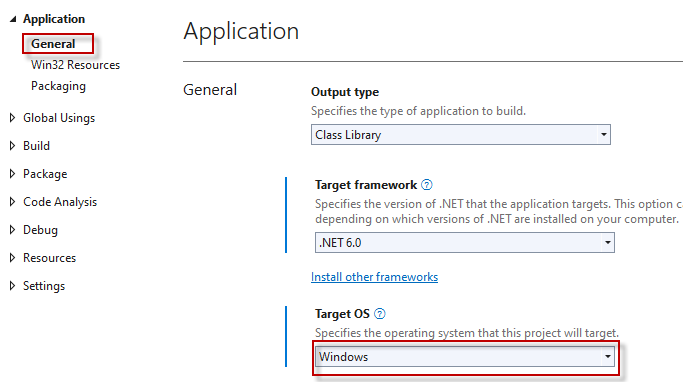 Application
General
Win32 Resources
Packaging
Global Usings
Build
Package
Code Analysis
Debug
Resources
Settings
Application
General
Output type
Specifies the type of application to build.
Class Library
Target framework ?
Specifies the version of .NET that the application targets. This option c
depending on which versions of .NET are installed on your computer.
.NET 6.0
Install other frameworks
Target OS ?
Specifies the operating system that this project will target.
Windows